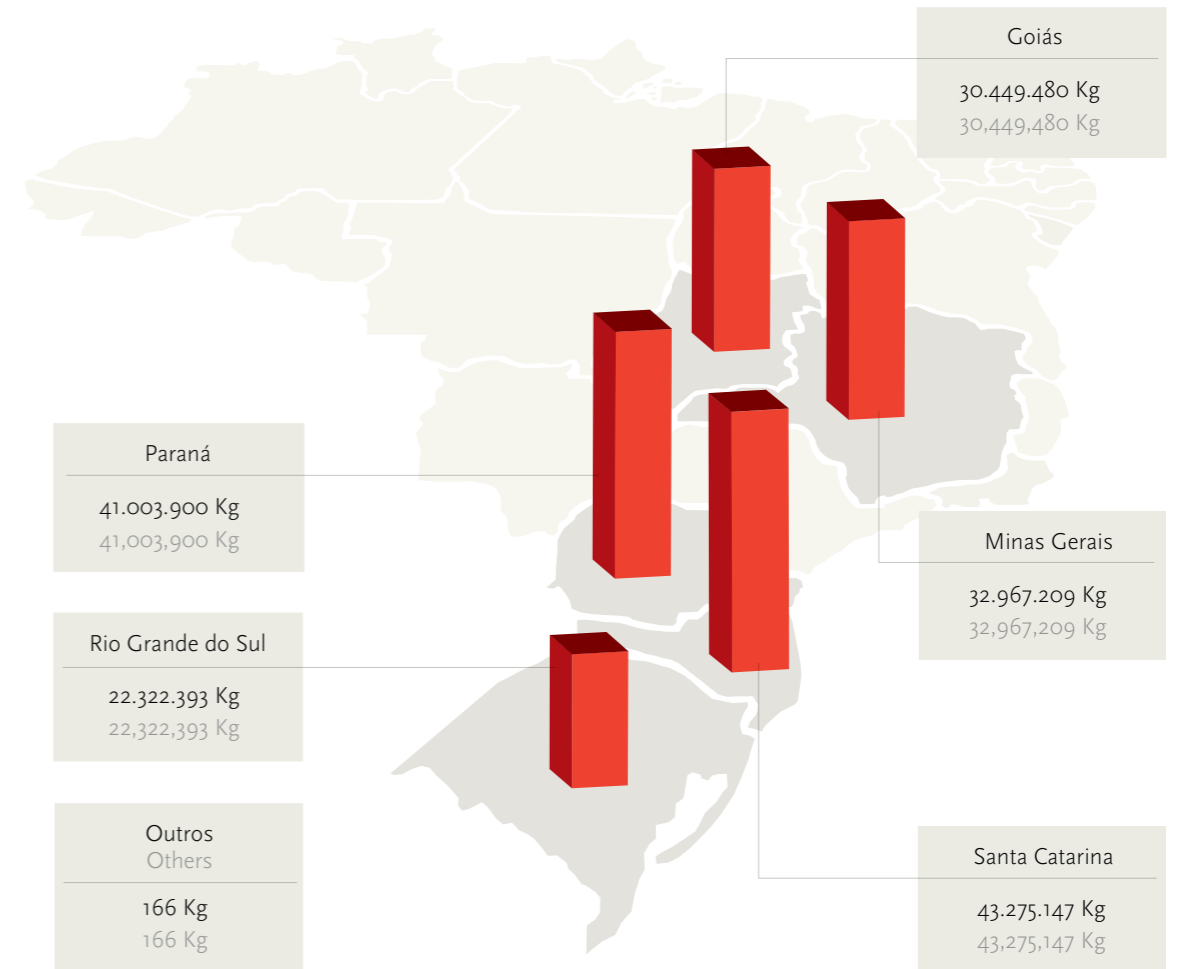 Goiás
30.449.480 Kg
30,449,480 Kg
Paraná
41.003.900 Kg
41,003,900 Kg
Minas Gerais
32.967.209 Kg
32,967,209 Kg
Rio Grande do Sul
22.322.393 Kg
22,322,393 Kg
Outros
Others
166 Kg
166 Kg
Santa Catarina
43.275.147 Kg
43,275,147 Kg